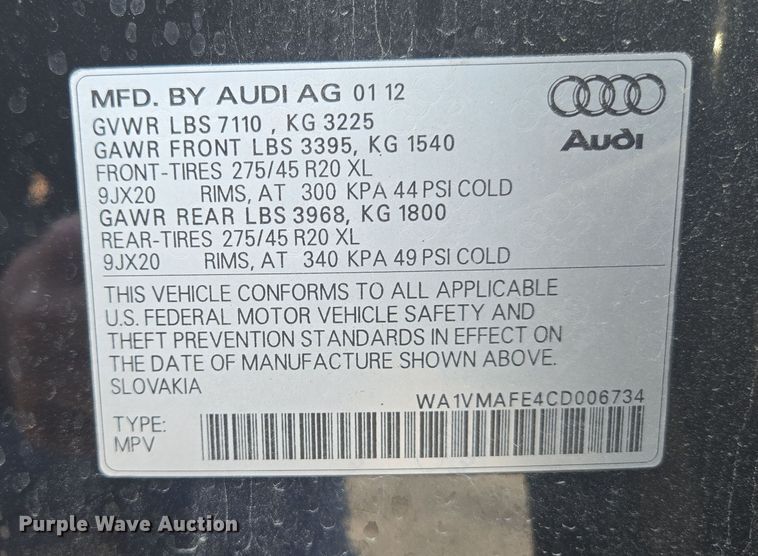 MFD. BY AUDI AG 01 12
Audi
GVWR LBS 7110 , KG 3225
GAWR FRONT LBS 3395, KG 1540
FRONT-TIRES 275/45 R20 XL
9JX20 RIMS, AT 300 KPA 44 PSI COLD
GAWR REAR LBS 3968, KG 1800
REAR-TIRES 275/45 R20 XL
9JX20 RIMS, AT 340 KPA 49 PSI COLD
THIS VEHICLE CONFORMS TO ALL APPLICABLE
U.S. FEDERAL MOTOR VEHICLE SAFETY AND
THEFT PREVENTION STANDARDS IN EFFECT ON
THE DATE OF MANUFACTURE SHOWN ABOVE.
SLOVAKIA
WA1VMAFE4CD006734
TYPE:
MPV
Purple Wave Auction